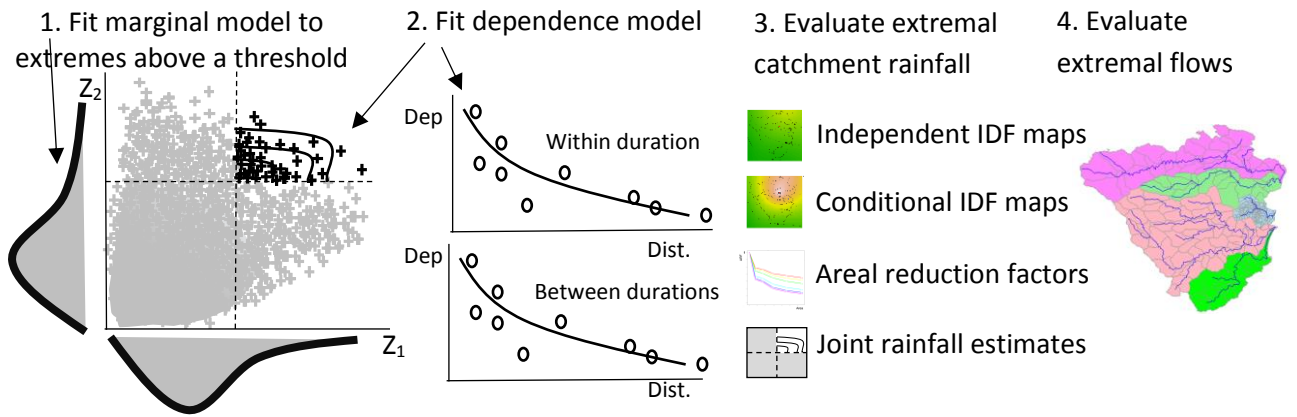 1. Fit marginal model to
extremes above a threshold
Z2
Z1
2. Fit dependence model
Dep
Within duration
Dist.
Dep
Between durations
Dist.
3. Evaluate extremal
catchment rainfall
Independent IDF maps
Conditional IDF maps
Areal reduction factors
Joint rainfall estimates
4. Evaluate
extremal flows